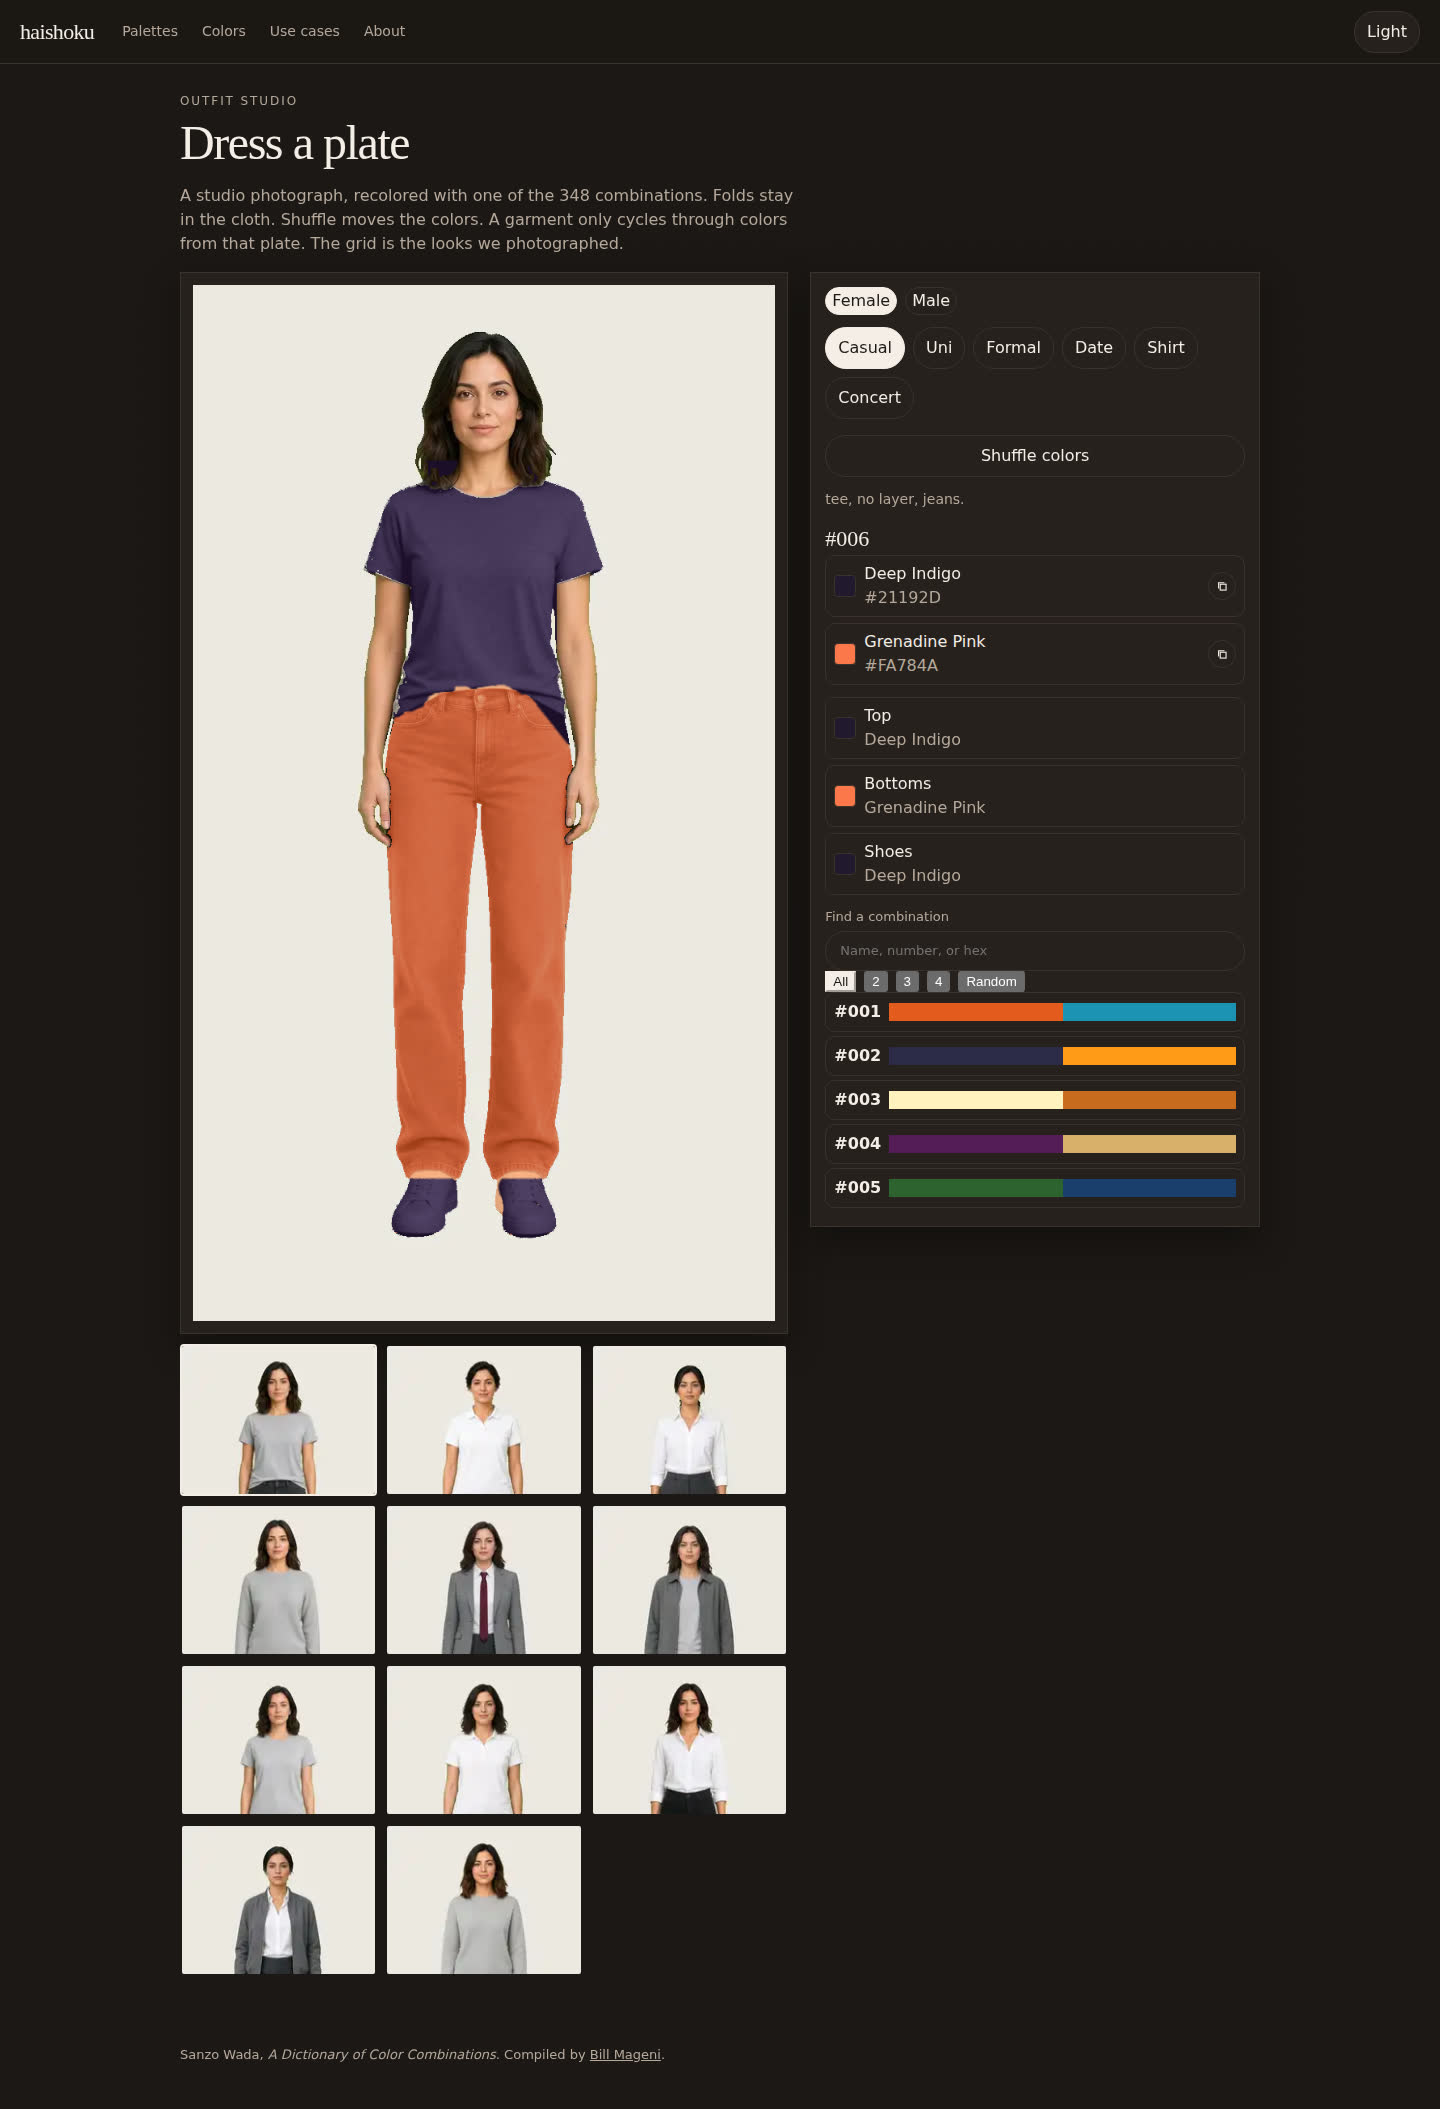 haishoku
Palettes
Colors
Use cases
About
Light
OUTFIT STUDIO
Dress a plate
A studio photograph, recolored with one of the 348 combinations. Folds stay
in the cloth. Shuffle moves the colors. A garment only cycles through colors
from that plate. The grid is the looks we photographed.
Female
Male
Casual
Uni
Formal
Date
Shirt
Concert
Shuffle colors
tee, no layer, jeans.
#006
Deep Indigo
#21192D
Grenadine Pink
#FA784A
Top
Deep Indigo
Bottoms
Grenadine Pink
Shoes
Deep Indigo
Find a combination
Name, number, or hex
All
2
3
4
Random
#001
#002
#003
#004
#005
Sanzo Wada, A Dictionary of Color Combinations. Compiled by Bill Mageni.